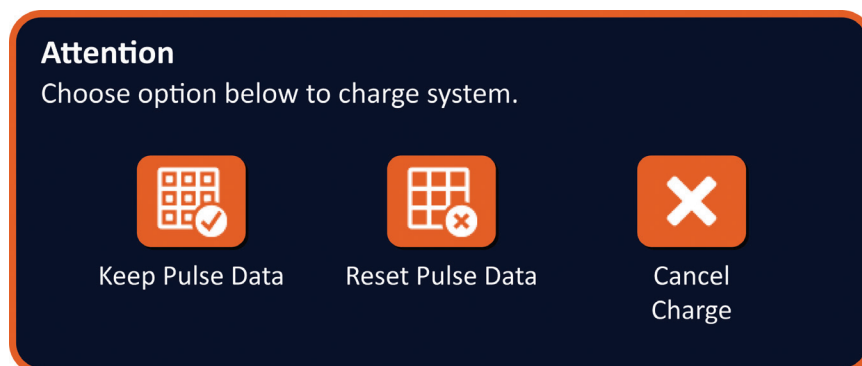 Attention
Choose option below to charge system.
Keep Pulse Data
Reset Pulse Data
Cancel
Charge